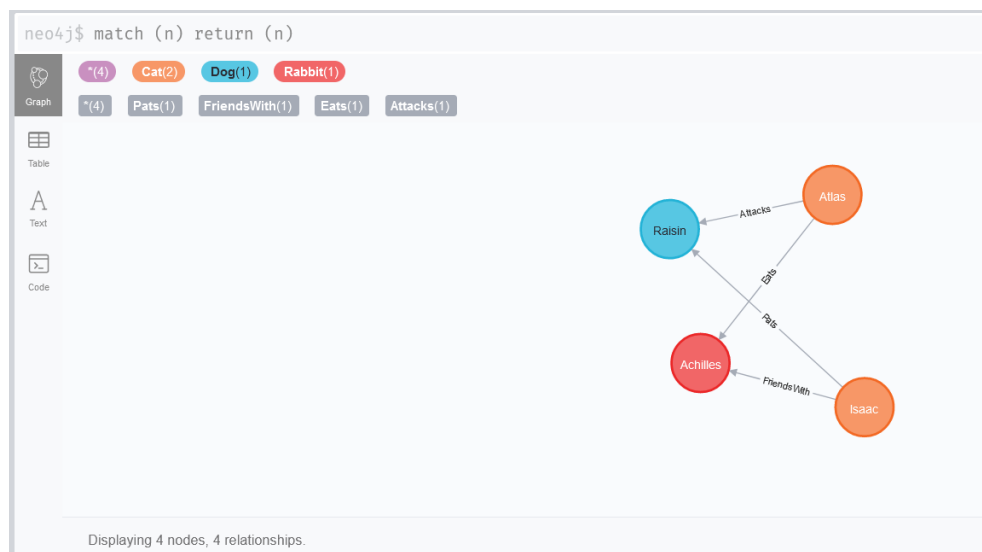 neo4j$ match (n) return (n)
*(4) Cat(2) Dog(1) Rabbit(1)
Graph
*(4) Pats(1) FriendsWith(1) Eats(1) Attacks(1)
Table
A
Text
Code
Atlas
Attacks
Raisin
Eats
Pats
Achilles
FriendsWith
Isaac
Displaying 4 nodes, 4 relationships.